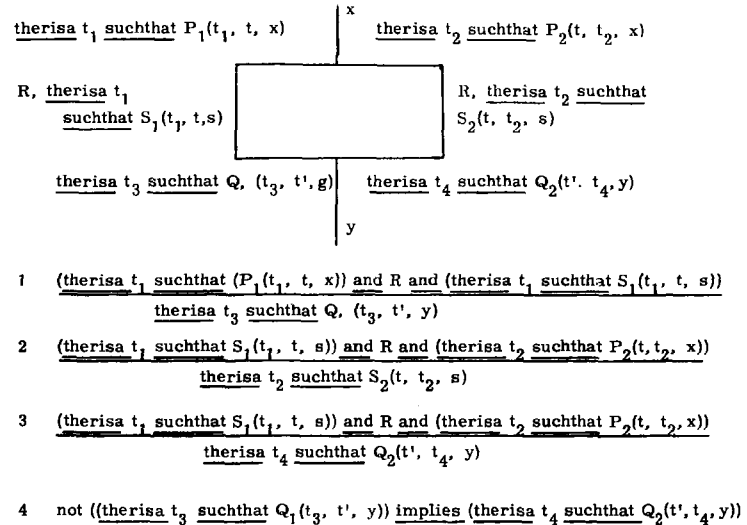 x
therisa t₁ suchthat P₁(t₁, t, x) therisa t₂ suchthat P₂(t, t₂, x)
R, therisa t₁ R, therisa t₂ suchthat
suchthat S₁(t₁, t,s) S₂(t, t₂, s)
therisa t₃ suchthat Q, (t₃, t',g) therisa t₄ suchthat Q₂(t'. t₄,y)
y
1 (therisa t₁ suchthat (P₁(t₁, t, x)) and R and (therisa t₁ suchthat S₁(t₁, t, s))
therisa t₃ suchthat Q, (t₃, t', y)
2 (therisa t₁ suchthat S₁(t₁, t, s)) and R and (therisa t₂ suchthat P₂(t,t₂, x))
therisa t₂ suchthat S₂(t, t₂, s)
3 (therisa t₁ suchthat S₁(t₁, t, s)) and R and (therisa t₂ suchthat P₂(t, t₂,x))
therisa t₄ suchthat Q₂(t', t₄, y)
4 not ((therisa t₃ suchthat Q₁(t₃, t', y)) implies (therisa t₄ suchthat Q₂(t',t₄,y))